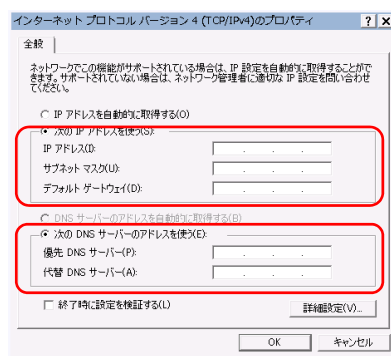 インターネット プロトコル バージョン 4 (TCP/IPv4)のプロパティ
全般
ネットワークでこの機能がサポートされている場合は、IP 設定を自動的に取得することがで
きます。サポートされていない場合は、ネットワーク管理者に適切な IP 設定を問い合わせ
てください。
IP アドレスを自動的に取得する(O)
次の IP アドレスを使う(S):
IP アドレス(I):
サブネット マスク(U):
デフォルト ゲートウェイ(D):
DNS サーバーのアドレスを自動的に取得する(B)
次の DNS サーバーのアドレスを使う(E):
優先 DNS サーバー(P):
代替 DNS サーバー(A):
終了時に設定を検証する(L)
詳細設定(V)...
OK キャンセル